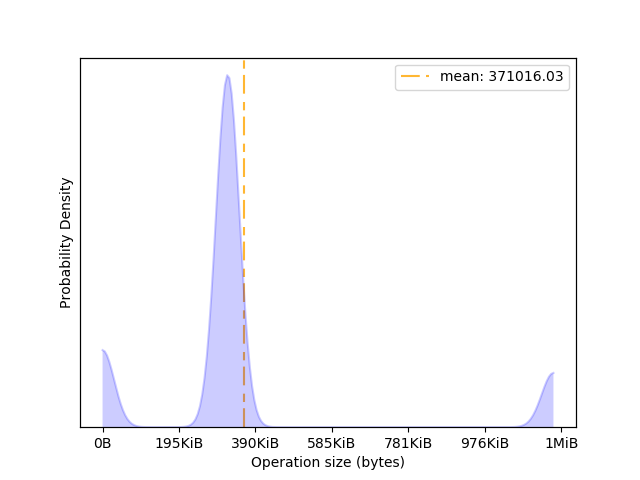 mean: 371016.03
Probability Density
0B 195KiB 390KiB 585KiB 781KiB 976KiB 1MiB
Operation size (bytes)